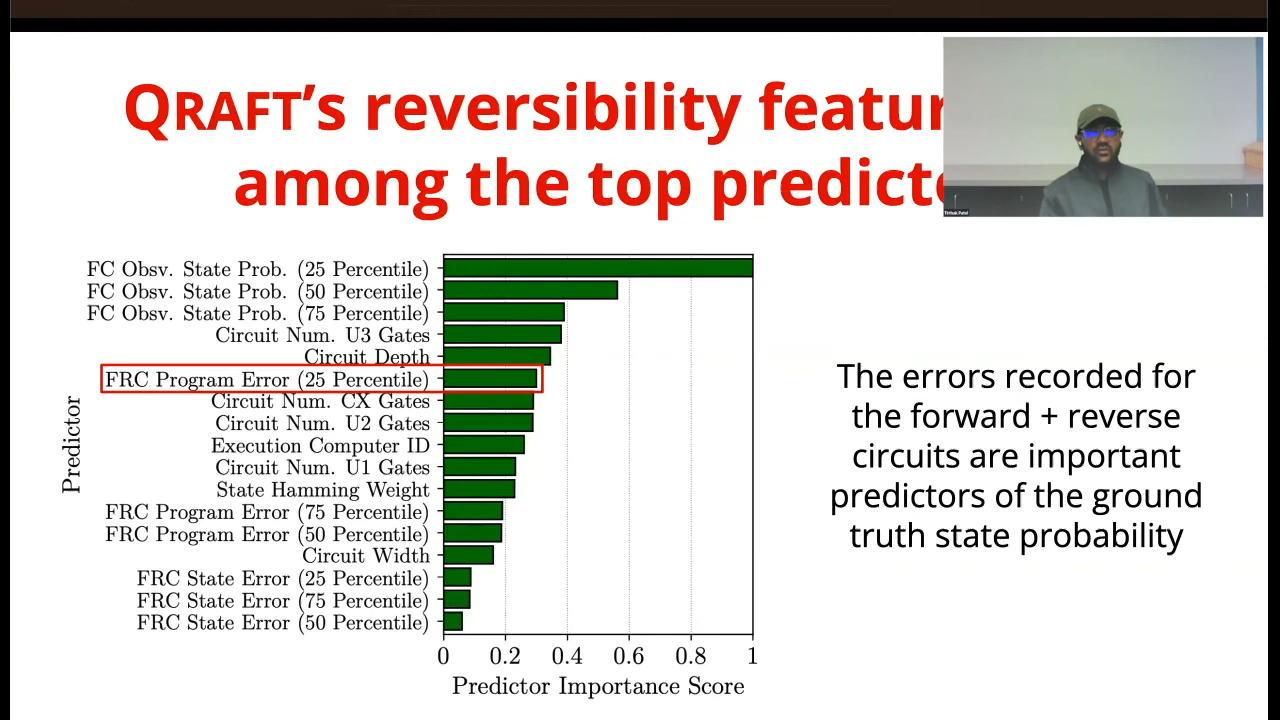 QRAFT's reversibility featur
among the top predicte
FC Obsv. State Prob. (25 Percentile)
FC Obsv. State Prob. (50 Percentile)
FC Obsv. State Prob. (75 Percentile)
Circuit Num. U3 Gates
Circuit Depth
FRC Program Error (25 Percentile)
Circuit Num. CX Gates
Circuit Num. U2 Gates
Execution Computer ID
Circuit Num. U1 Gates
State Hamming Weight
FRC Program Error (75 Percentile)
FRC Program Error (50 Percentile)
Circuit Width
FRC State Error (25 Percentile)
FRC State Error (75 Percentile)
FRC State Error (50 Percentile)
Predictor
0 0.2 0.4 0.6 0.8 1
Predictor Importance Score
The errors recorded for
the forward + reverse
circuits are important
predictors of the ground
truth state probability
Tirthak Patel